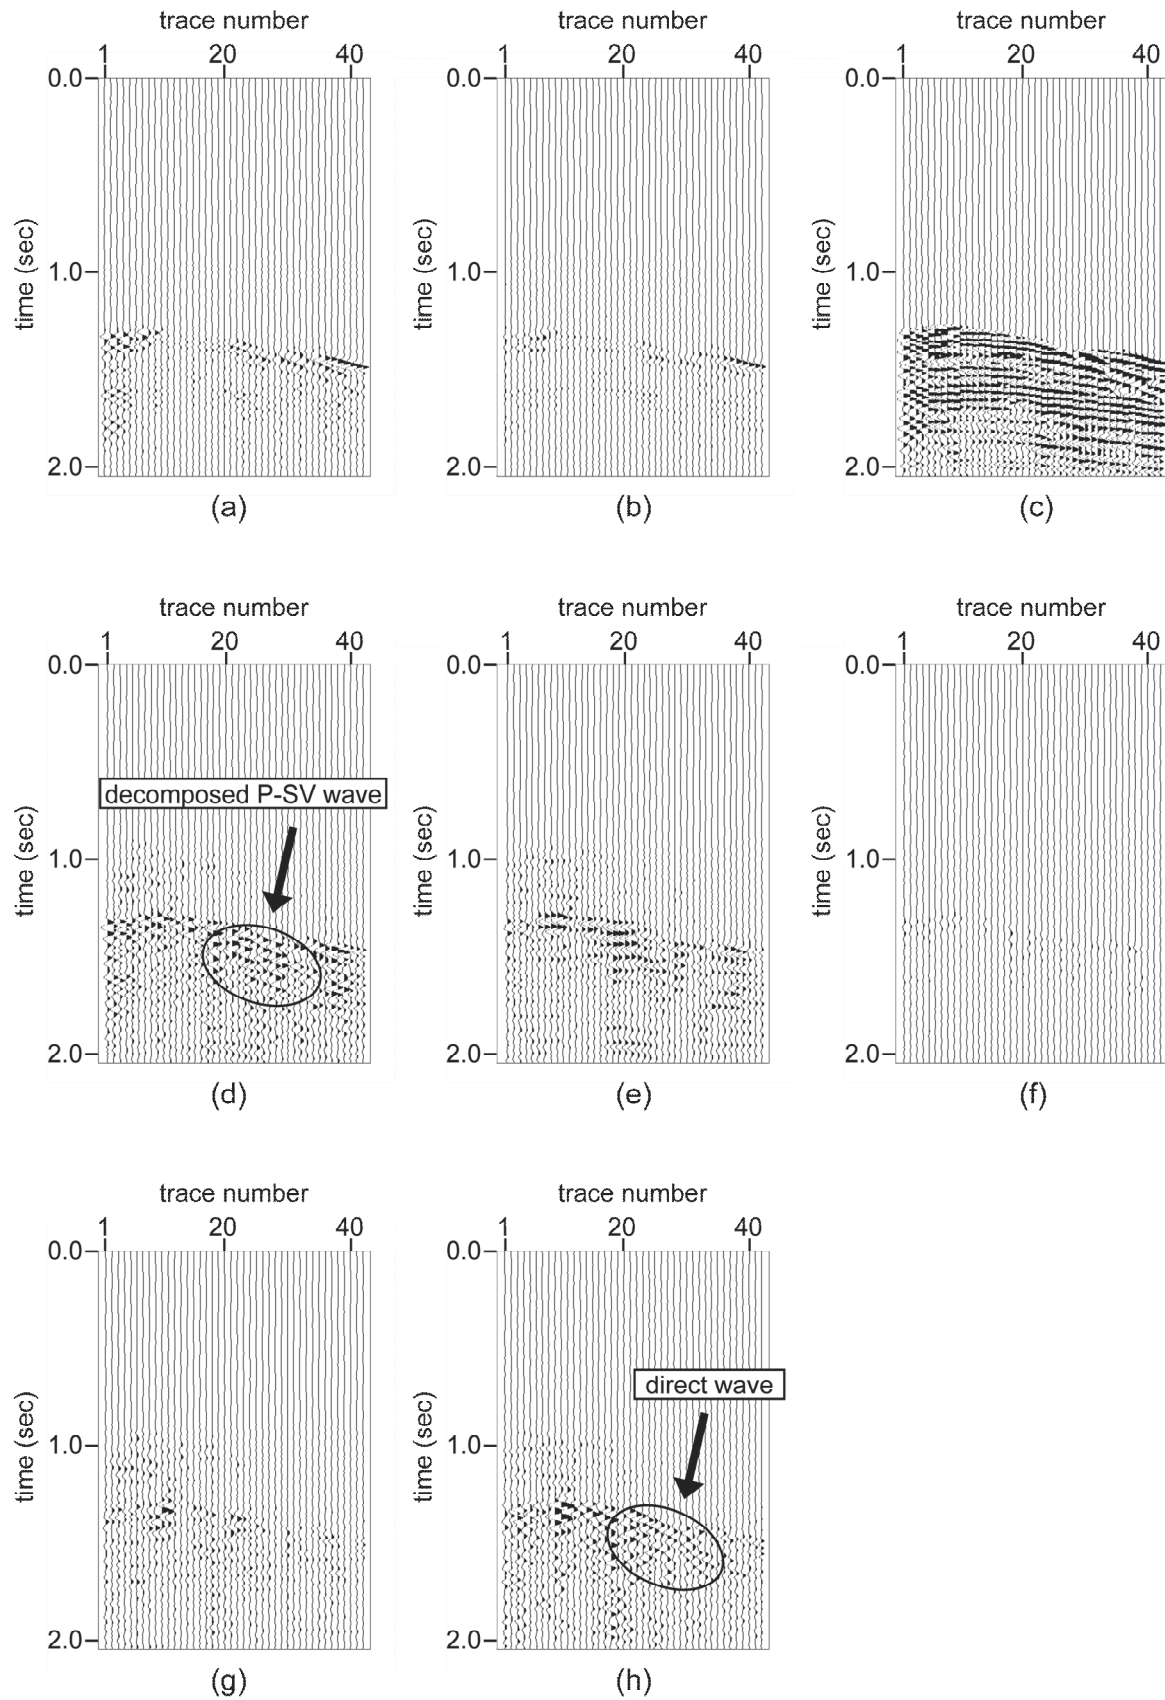 trace number trace number trace number
1 20 40 1 20 40 1 20 40
0.0 0.0 0.0
time (sec) time (sec) time (sec)
1.0 1.0 1.0
2.0 2.0 2.0
(a) (b) (c)
trace number trace number trace number
1 20 40 1 20 40 1 20 40
0.0 0.0 0.0
decomposed P-SV wave
time (sec) time (sec) time (sec)
1.0 1.0 1.0
2.0 2.0 2.0
(d) (e) (f)
trace number trace number
1 20 40 1 20 40
0.0 0.0
direct wave
time (sec) time (sec)
1.0 1.0
2.0 2.0
(g) (h)